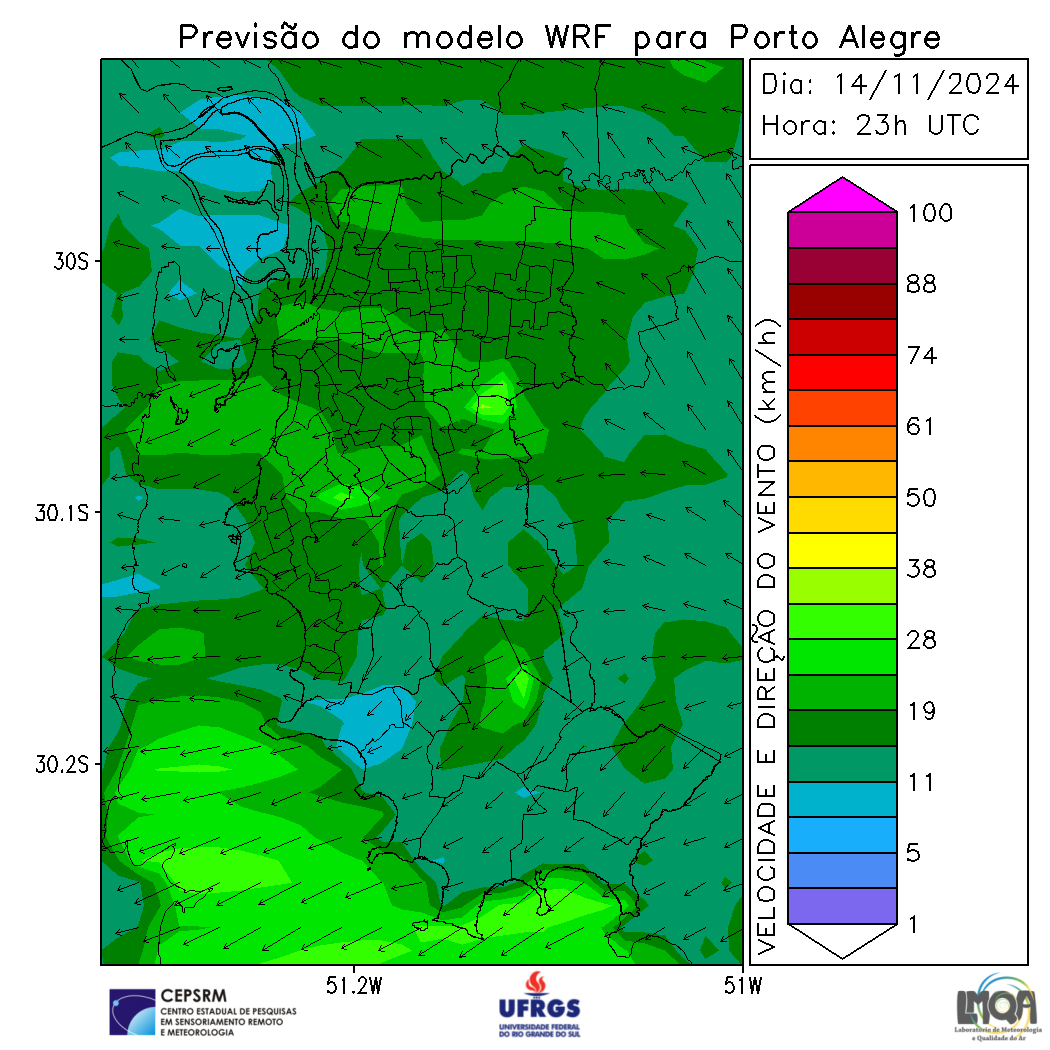 Previsão do modelo WRF para Porto Alegre
Dia: 14/11/2024
Hora: 23h UTC
30S
30.1S
30.2S
51.2W
51W
VELOCIDADE E DIREÇÃO DO VENTO (km/h)
100
88
74
61
50
38
28
19
11
5
1
CEPSRM
CENTRO ESTADUAL DE PESQUISAS
EM SENSORIAMENTO REMOTO
E METEOROLOGIA
UFRGS
UNIVERSIDADE FEDERAL
DO RIO GRANDE DO SUL
LMQA
Laboratório de Meteorologia
e Qualidade do Ar